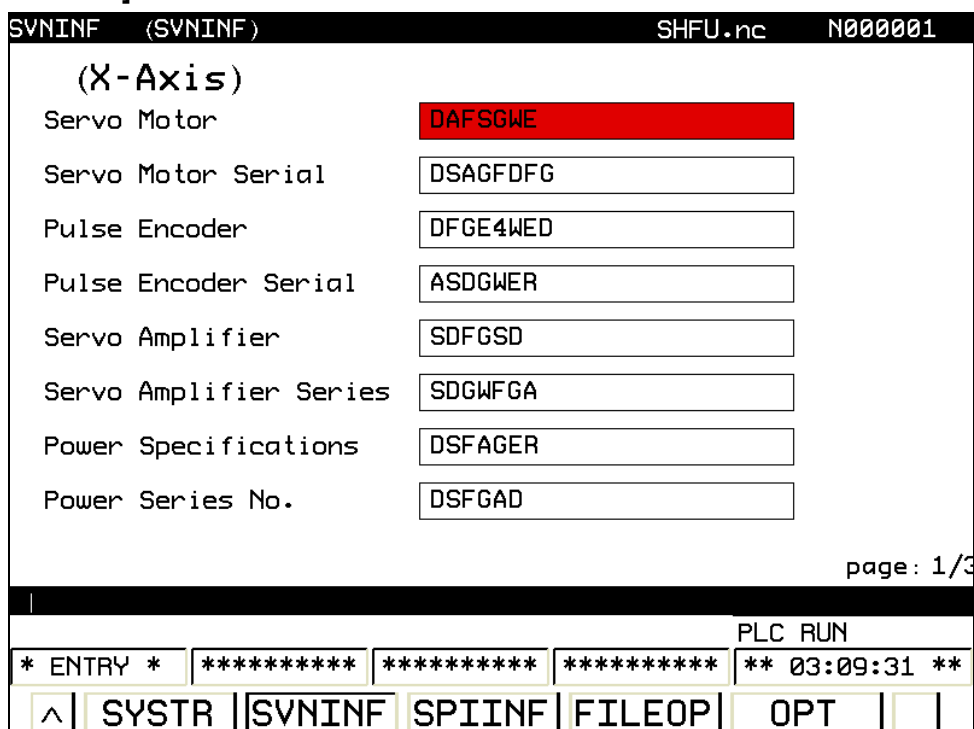 SVNINF (SVNINF) SHFU.nc N000001
(X-Axis)
Servo Motor DAFSGWE
Servo Motor Serial DSAGFDFG
Pulse Encoder DFGE4WED
Pulse Encoder Serial ASDGWER
Servo Amplifier SDFGSD
Servo Amplifier Series SDGWFGA
Power Specifications DSFAGER
Power Series No. DSFGAD
page: 1/3
PLC RUN
* ENTRY * ********** ********** ********** ** 03:09:31 **
^ SYSTR SVNINF SPIINF FILEOP OPT